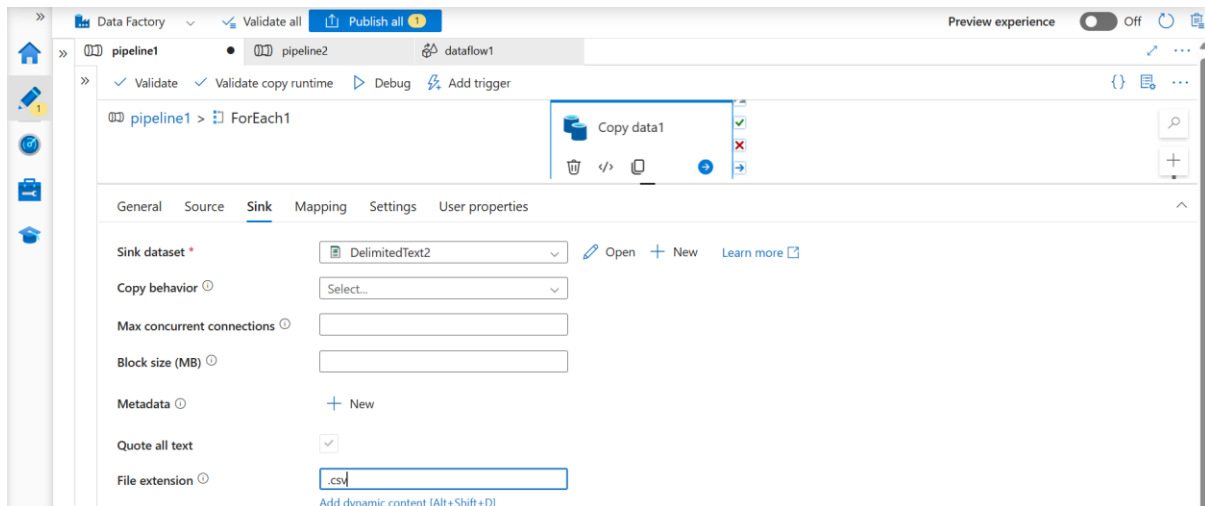 Data Factory Validate all Publish all 1 Preview experience Off
pipeline1 pipeline2 dataflow1
Validate Validate copy runtime Debug Add trigger {}
1
pipeline1 > ForEach1
Copy data1
General Source Sink Mapping Settings User properties
Sink dataset * DelimitedText2 Open New Learn more
Copy behavior Select...
Max concurrent connections
Block size (MB)
Metadata New
Quote all text
File extension .csv
Add dynamic content [Alt+Shift+D]